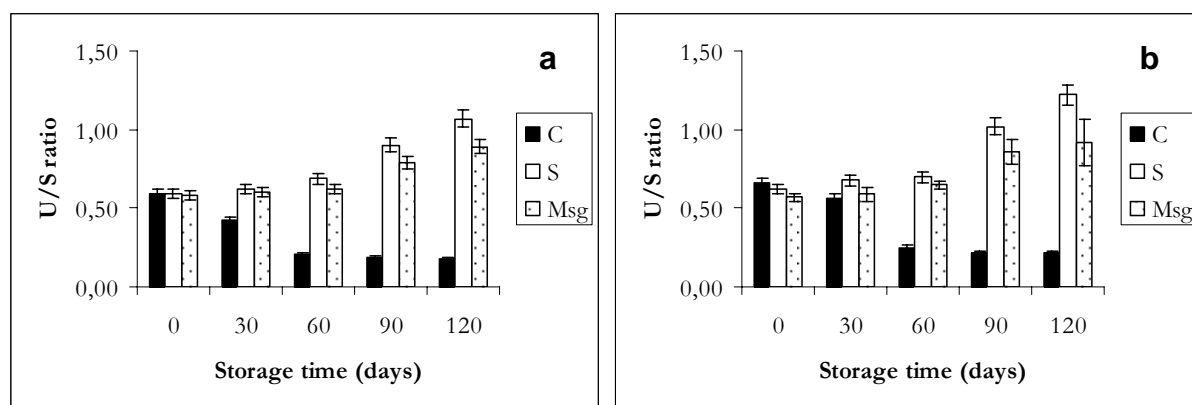 a
1,50
1,00
0,50
0,00
U/S ratio
0 30 60 90 120
Storage time (days)
C
S
Msg
b
1,50
1,00
0,50
0,00
U/S ratio
0 30 60 90 120
Storage time (days)
C
S
Msg